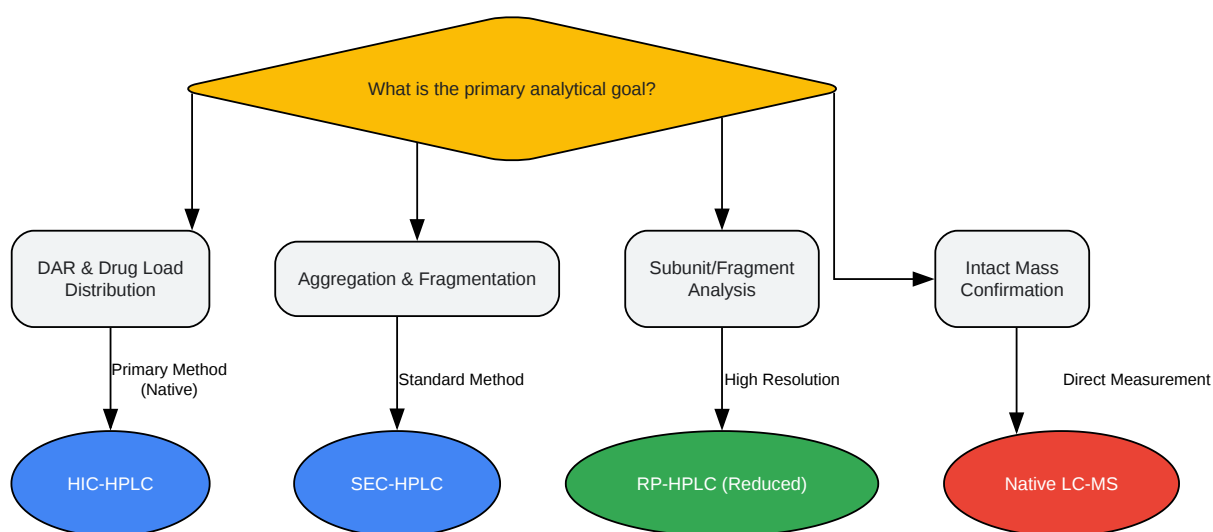 What is the primary analytical goal?
DAR & Drug Load
Distribution
Aggregation & Fragmentation
Subunit/Fragment
Analysis
Intact Mass
Confirmation
Primary Method
(Native)
Standard Method
High Resolution
Direct Measurement
HIC-HPLC
SEC-HPLC
RP-HPLC (Reduced)
Native LC-MS